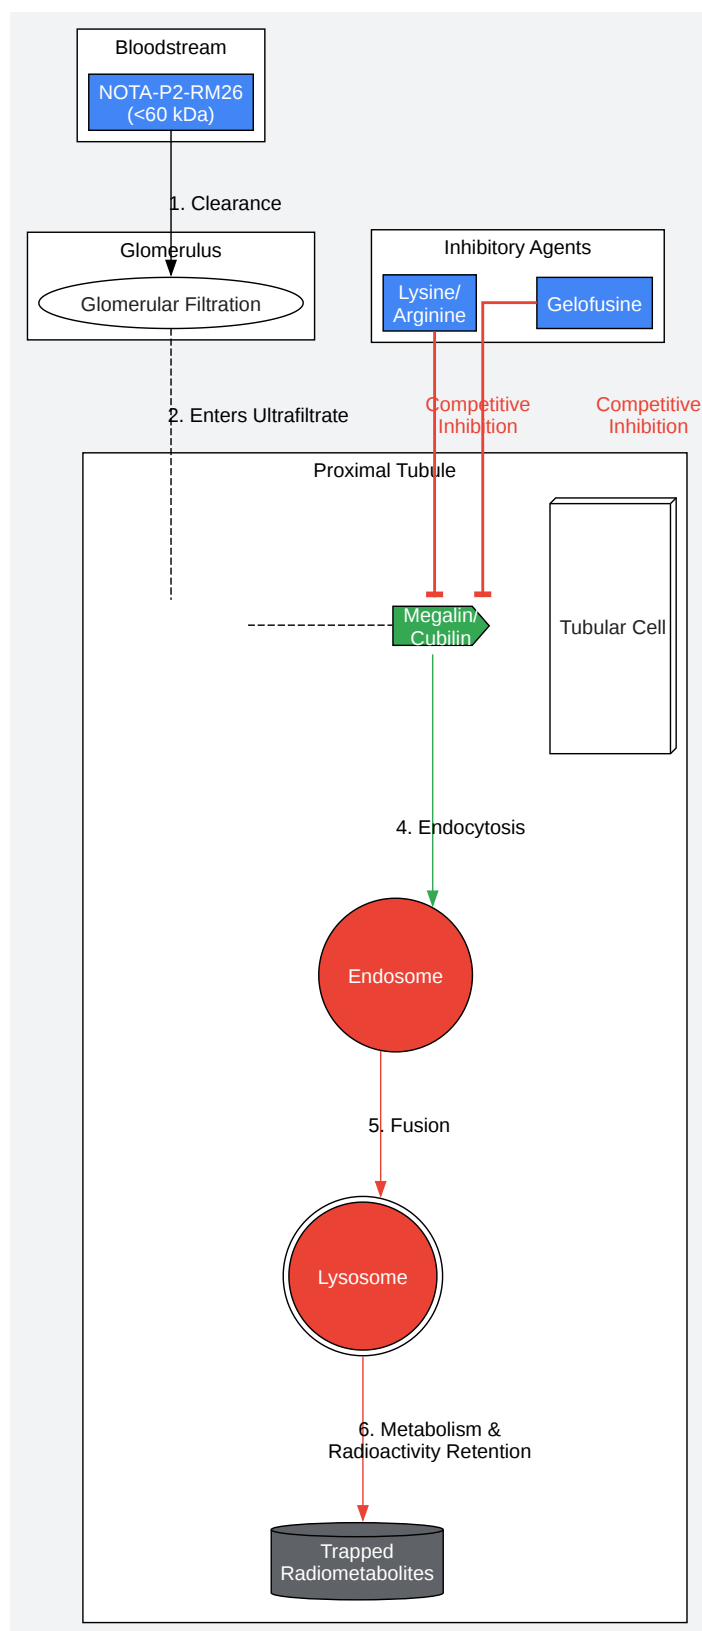 Bloodstream
NOTA-P2-RM26
(<60 kDa)
1. Clearance
Glomerulus
Glomerular Filtration
Inhibitory Agents
Lysine/
Arginine
Gelofusine
2. Enters Ultrafiltrate
Competitive
Inhibition
Competitive
Inhibition
Proximal Tubule
Megalin/
Cubilin
Tubular Cell
4. Endocytosis
Endosome
5. Fusion
Lysosome
6. Metabolism &
Radioactivity Retention
Trapped
Radiometabolites